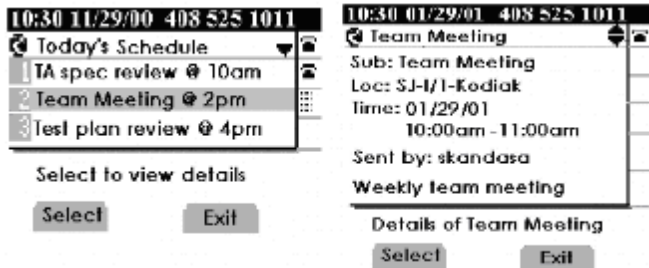 10:30 11/29/00 408 525 1011
Today's Schedule
1 TA spec review @ 10am
2 Team Meeting @ 2pm
3 Test plan review @ 4pm
Select to view details
Select Exit
10:30 01/29/01 408 525 1011
Team Meeting
Sub: Team Meeting
Loc: SJ-I/1-Kodiak
Time: 01/29/01
10:00am - 11:00am
Sent by: skandasa
Weekly team meeting
Details of Team Meeting
Select Exit